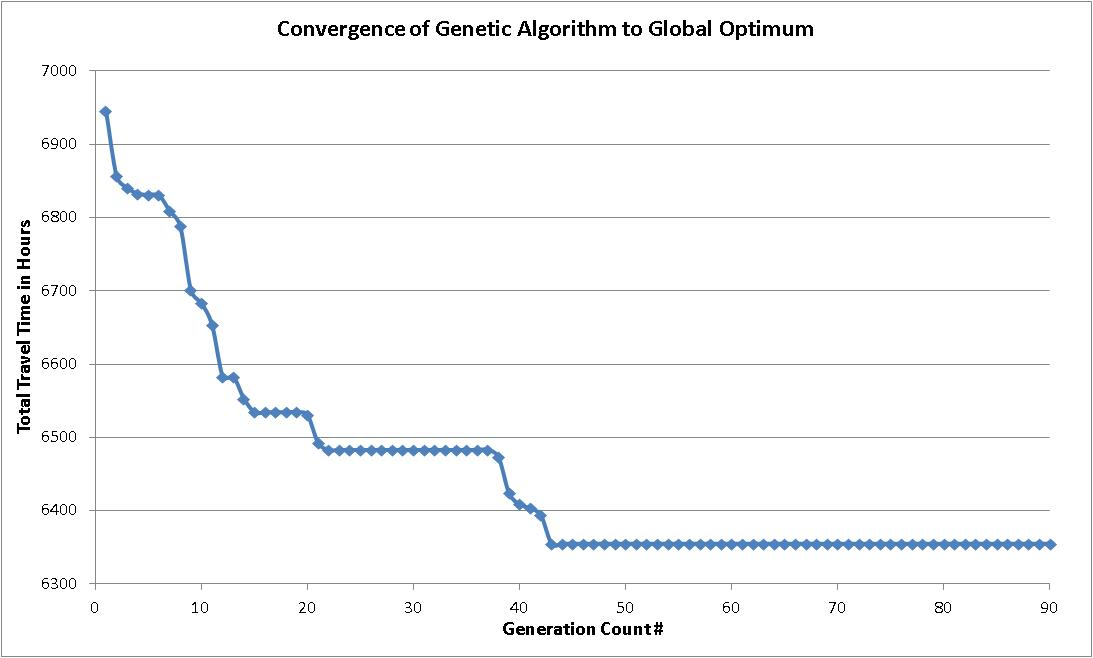 Convergence of Genetic Algorithm to Global Optimum
7000
6900
6800
6700
6600
6500
6400
6300
Total Travel Time in Hours
0 10 20 30 40 50 60 70 80 90
Generation Count #